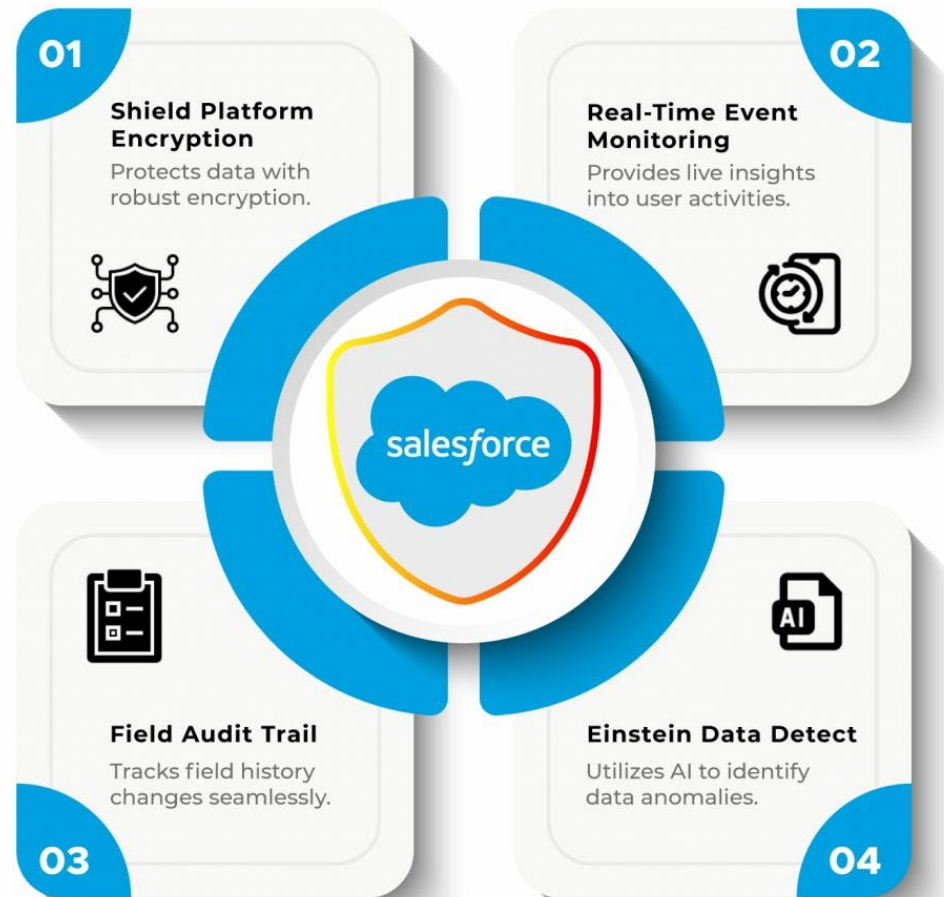 01
Shield Platform
Encryption
Protects data with
robust encryption.
02
Real-Time Event
Monitoring
Provides live insights
into user activities.
salesforce
Field Audit Trail
Tracks field history
changes seamlessly.
03
AI
Einstein Data Detect
Utilizes AI to identify
data anomalies.
04